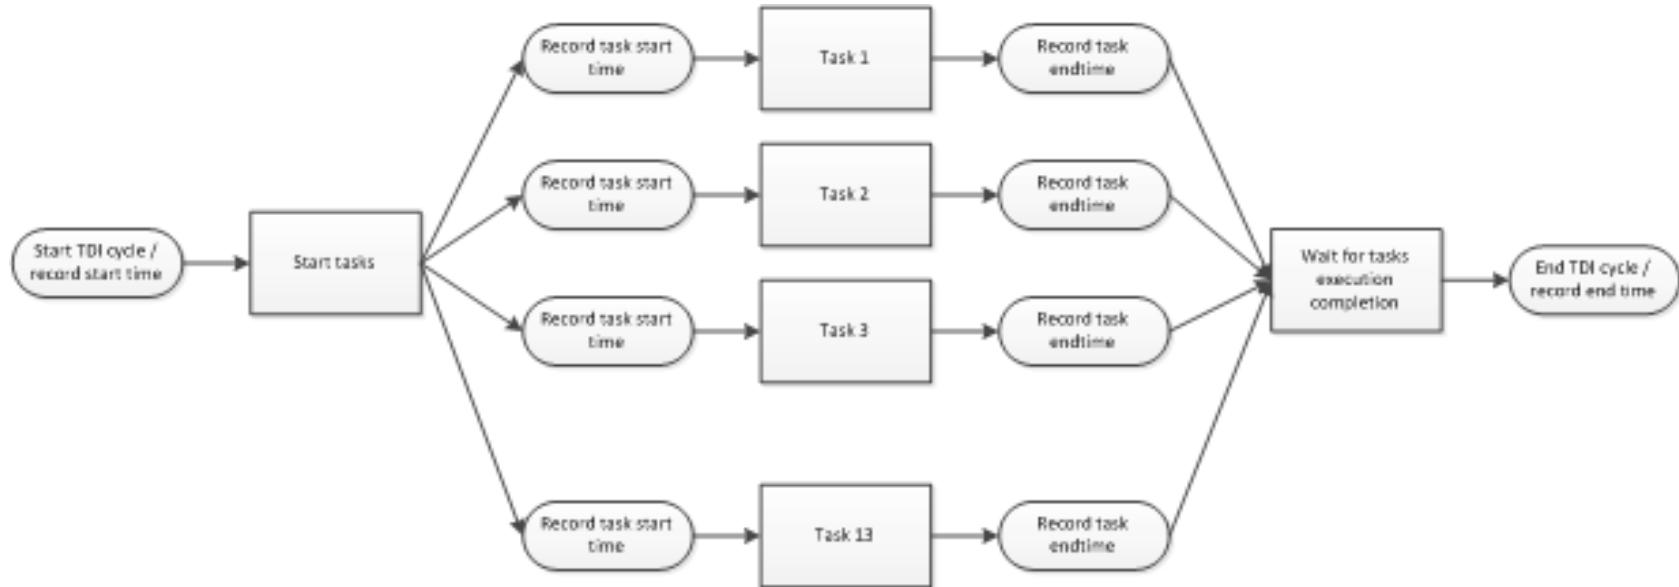 Start TDI cycle /
record start time
Start tasks
Record task start
time
Task 1
Record task
endtime
Record task start
time
Task 2
Record task
endtime
Record task start
time
Task 3
Record task
endtime
Record task start
time
Task 13
Record task
endtime
Wait for tasks
execution
completion
End TDI cycle /
record end time